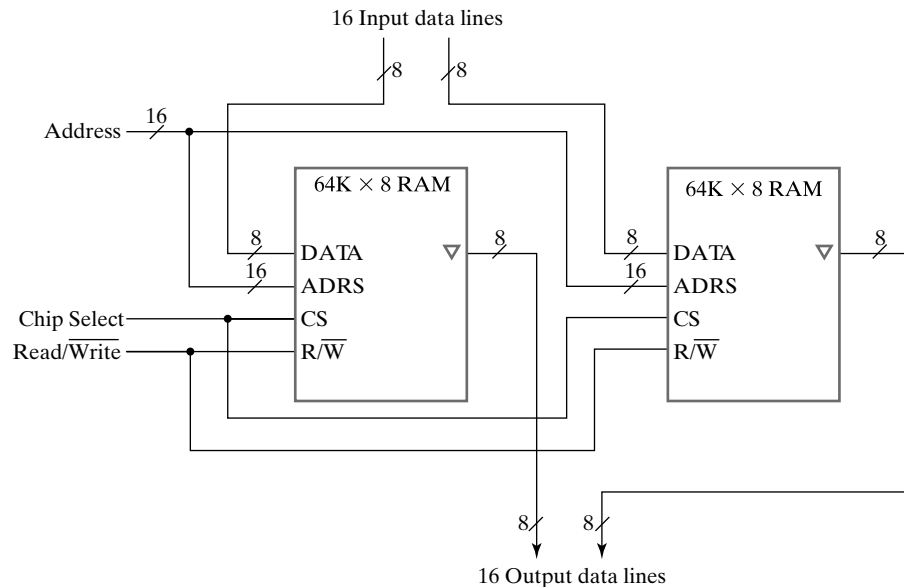 16 Input data lines
8
8
16
Address
64K × 8 RAM
64K × 8 RAM
8
DATA
8
8
DATA
8
16
ADRS
16
ADRS
Chip Select
CS
CS
Read/W̅r̅i̅t̅e̅
R/W̅
R/W̅
8
8
16 Output data lines